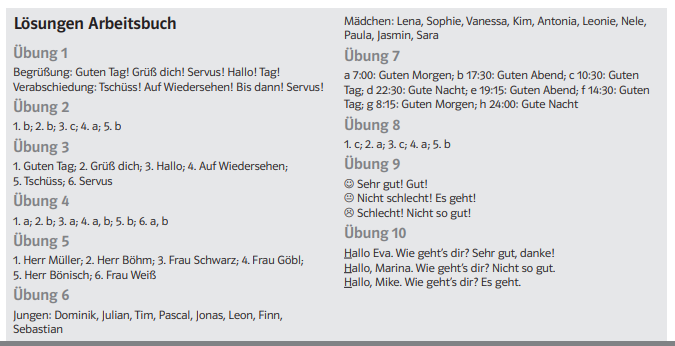 Lösungen Arbeitsbuch
Übung 1
Begrüßung: Guten Tag! Grüß dich! Servus! Hallo! Tag!
Verabschiedung: Tschüss! Auf Wiedersehen! Bis dann! Servus!
Übung 2
1. b; 2. b; 3. c; 4. a; 5. b
Übung 3
1. Guten Tag; 2. Grüß dich; 3. Hallo; 4. Auf Wiedersehen;
5. Tschüss; 6. Servus
Übung 4
1. a; 2. b; 3. a; 4. a, b; 5. b; 6. a, b
Übung 5
1. Herr Müller; 2. Herr Böhm; 3. Frau Schwarz; 4. Frau Göbl;
5. Herr Bönisch; 6. Frau Weiß
Übung 6
Jungen: Dominik, Julian, Tim, Pascal, Jonas, Leon, Finn,
Sebastian
Mädchen: Lena, Sophie, Vanessa, Kim, Antonia, Leonie, Nele,
Paula, Jasmin, Sara
Übung 7
a 7:00: Guten Morgen; b 17:30: Guten Abend; c 10:30: Guten
Tag; d 22:30: Gute Nacht; e 19:15: Guten Abend; f 14:30: Guten
Tag; g 8:15: Guten Morgen; h 24:00: Gute Nacht
Übung 8
1. c; 2. a; 3. c; 4. a; 5. b
Übung 9
☺ Sehr gut! Gut!
😐 Nicht schlecht! Es geht!
☹ Schlecht! Nicht so gut!
Übung 10
Hallo Eva. Wie geht's dir? Sehr gut, danke!
Hallo, Marina. Wie geht's dir? Nicht so gut.
Hallo, Mike. Wie geht's dir? Es geht.